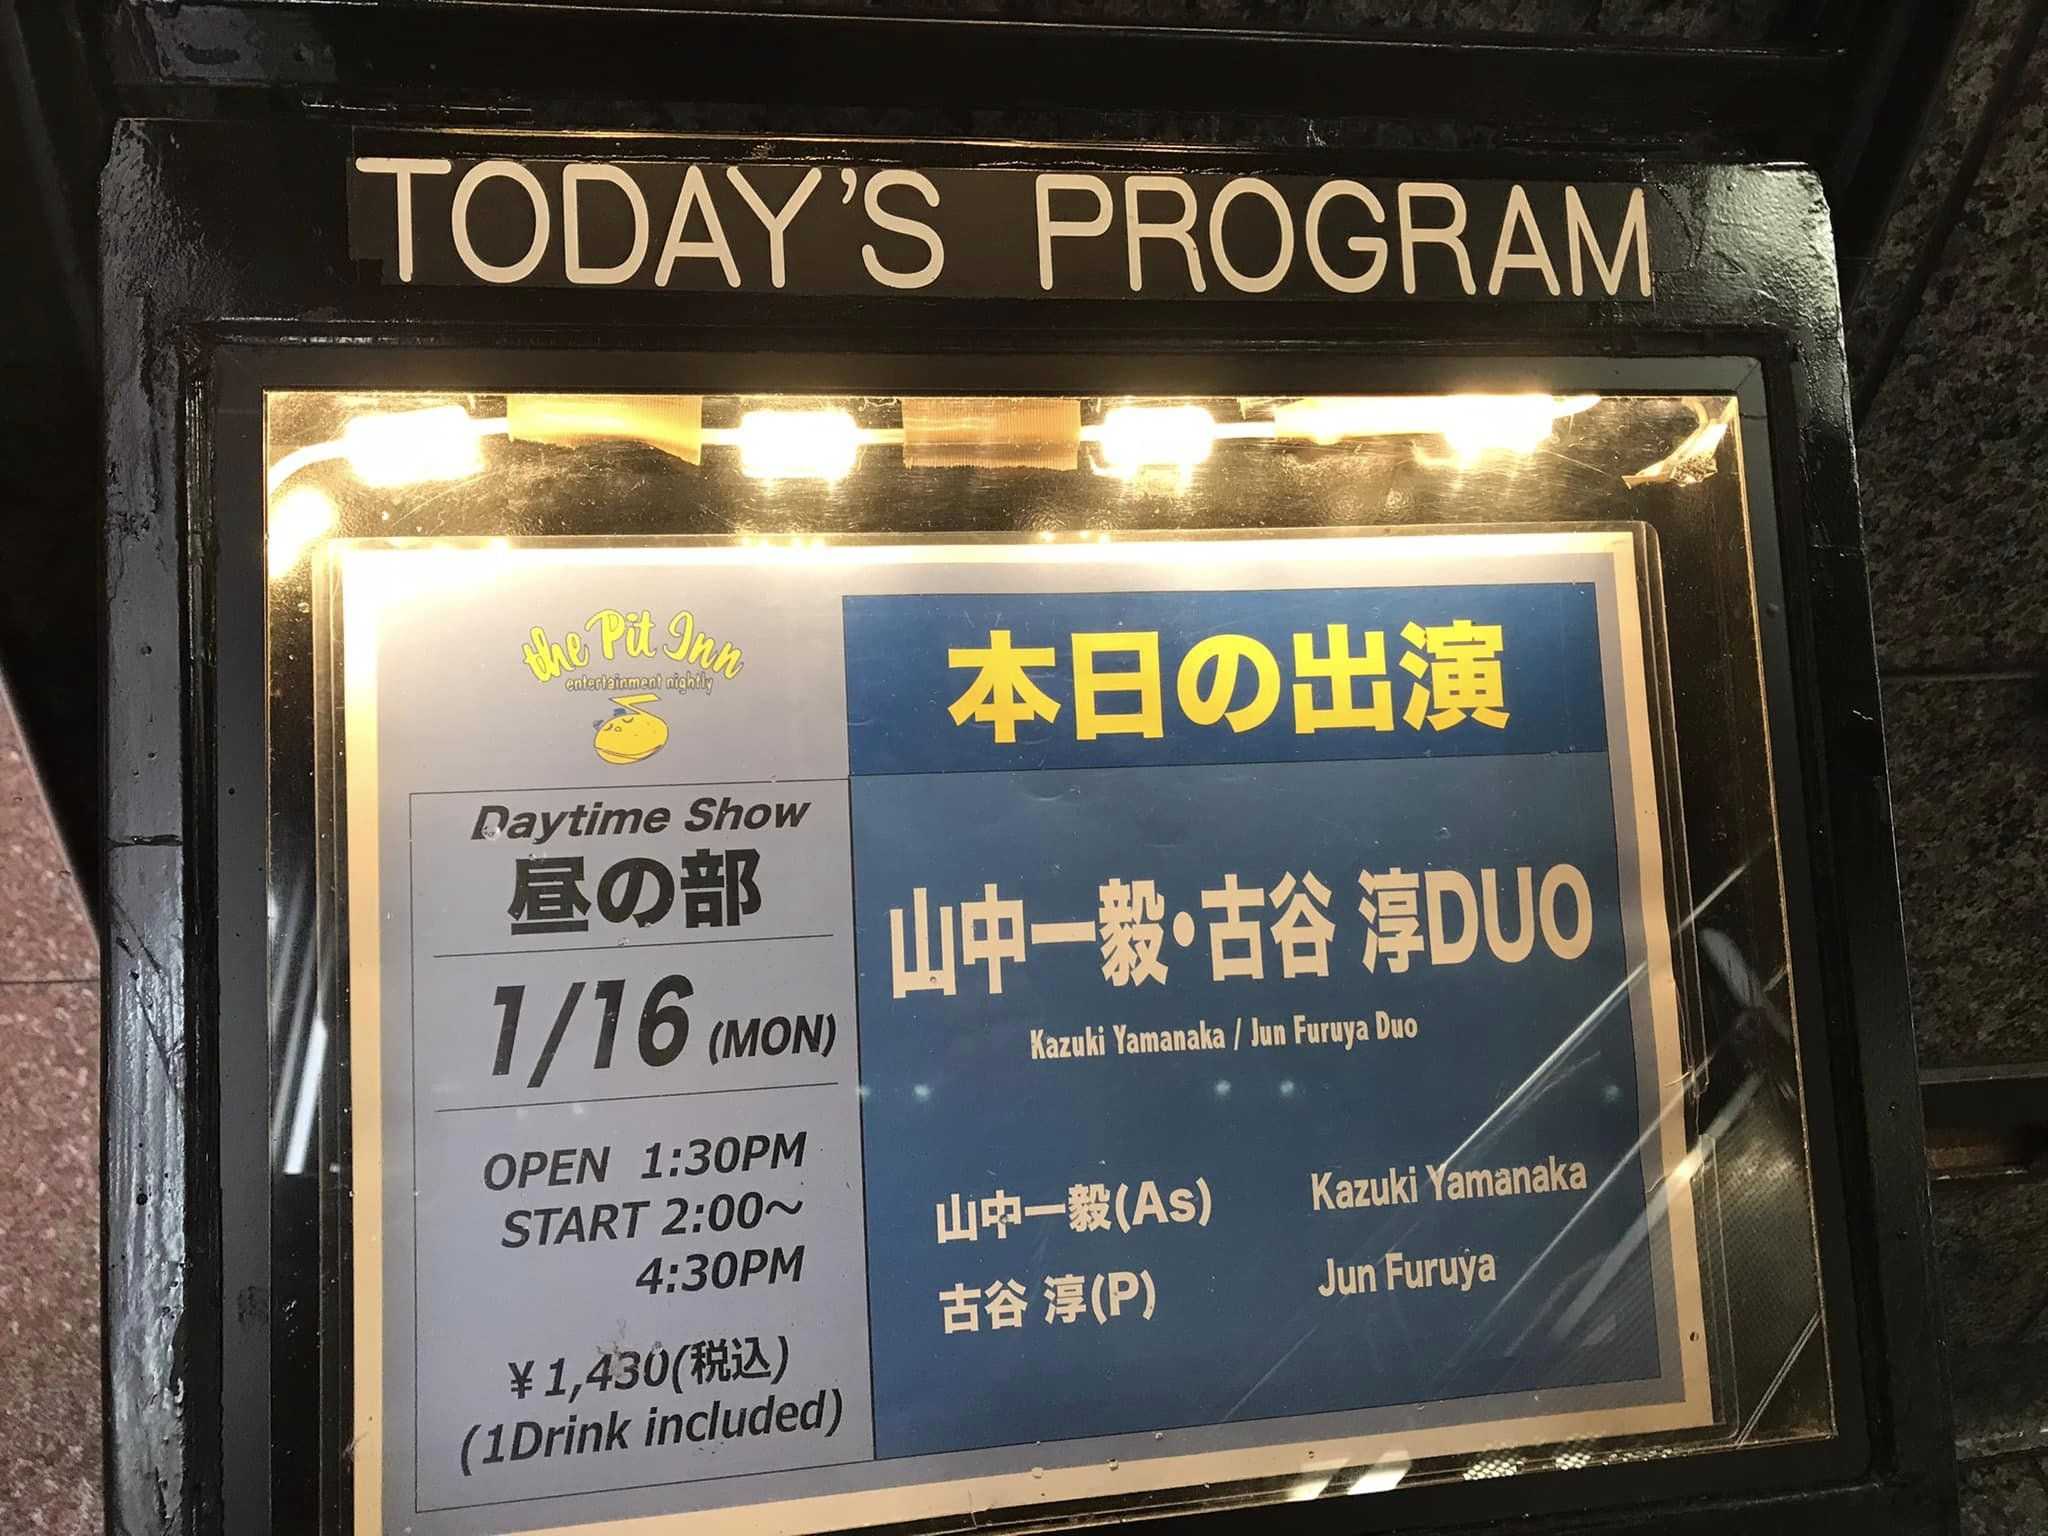 TODAY'S PROGRAM
the Pit Inn
entertainment nightly
本日の出演
Daytime Show
昼の部
1/16 (MON)
OPEN 1:30PM
START 2:00～
4:30PM
￥1,430(税込)
(1Drink included)
山中一毅・古谷 淳DUO
Kazuki Yamanaka / Jun Furuya Duo
山中一毅(As) Kazuki Yamanaka
古谷 淳(P) Jun Furuya